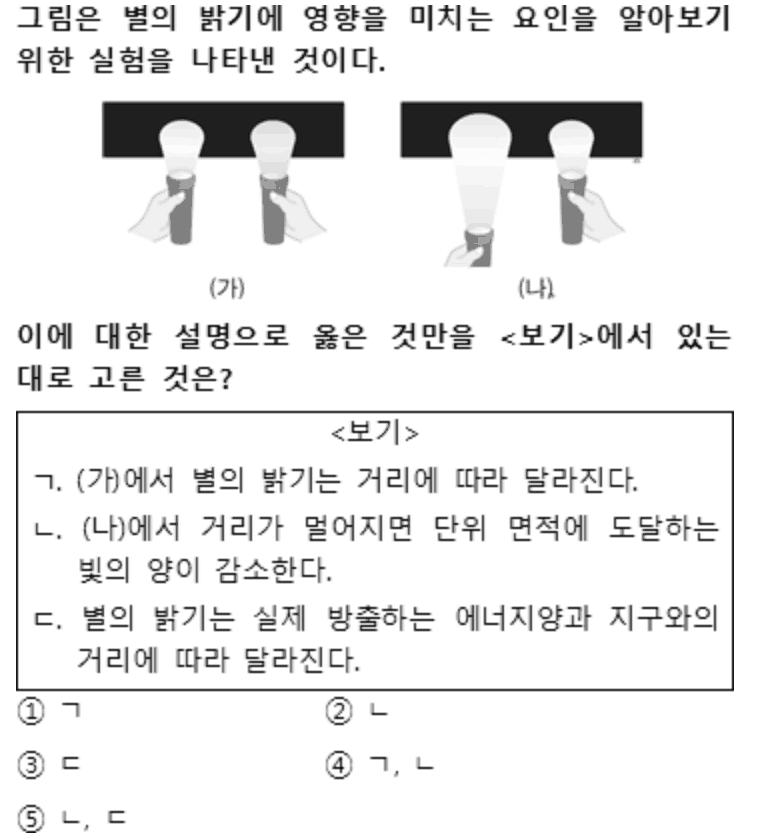 그림은 별의 밝기에 영향을 미치는 요인을 알아보기
위한 실험을 나타낸 것이다.
(가)
(나)
이에 대한 설명으로 옳은 것만을 <보기>에서 있는
대로 고른 것은?
<보기>
ㄱ. (가)에서 별의 밝기는 거리에 따라 달라진다.
ㄴ. (나)에서 거리가 멀어지면 단위 면적에 도달하는
빛의 양이 감소한다.
ㄷ. 별의 밝기는 실제 방출하는 에너지양과 지구와의
거리에 따라 달라진다.
① ㄱ
② ㄴ
③ ㄷ
④ ㄱ, ㄴ
⑤ ㄴ, ㄷ